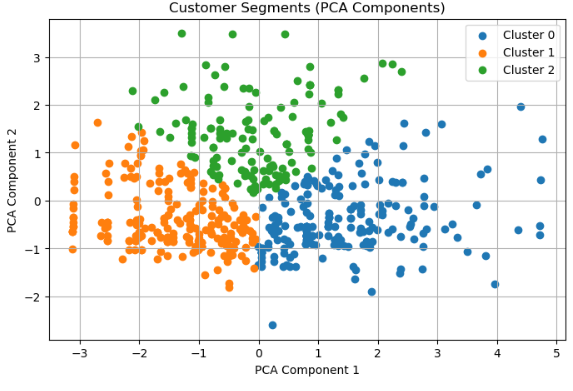 Customer Segments (PCA Components)
Cluster 0
Cluster 1
Cluster 2
PCA Component 2
3
2
1
0
−1
−2
−3
−2
−1
0
1
2
3
4
5
PCA Component 1